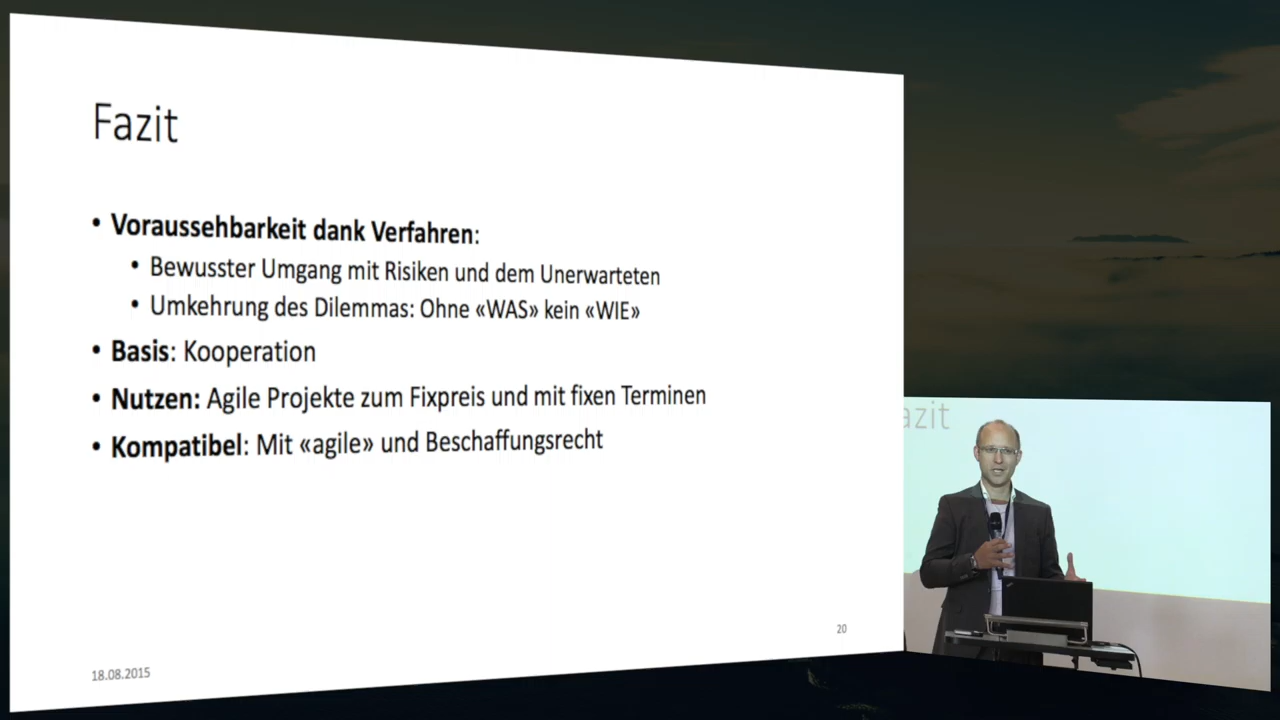 Fazit
• Voraussehbarkeit dank Verfahren:
• Bewusster Umgang mit Risiken und dem Unerwarteten
• Umkehrung des Dilemmas: Ohne «WAS» kein «WIE»
• Basis: Kooperation
• Nutzen: Agile Projekte zum Fixpreis und mit fixen Terminen
• Kompatibel: Mit «agile» und Beschaffungsrecht
20
18.08.2015
azit